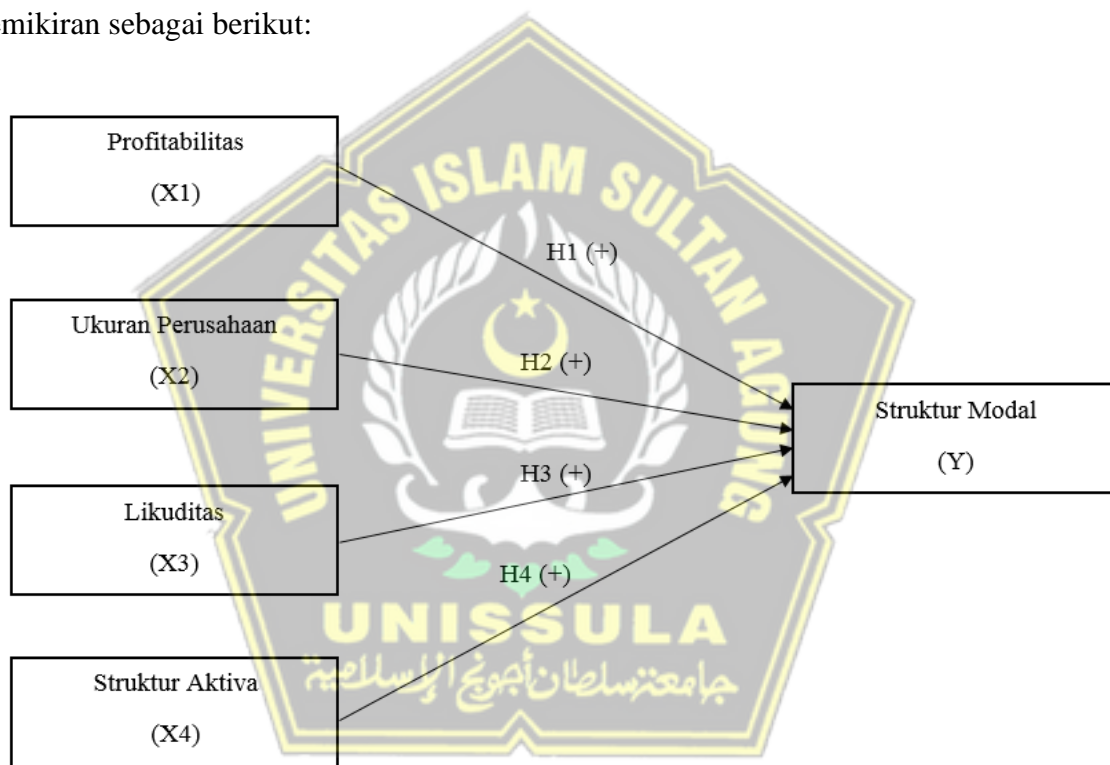 emikiran sebagai berikut:
Profitabilitas
(X1)
H1 (+)
Ukuran Perusahaan
(X2)
H2 (+)
Struktur Modal
(Y)
H3 (+)
Likuditas
(X3)
H4 (+)
Struktur Aktiva
(X4)
UNIVERSITAS ISLAM SULTAN AGUNG
UNISSULA
جامعة سلطان أجونج الإسلامية